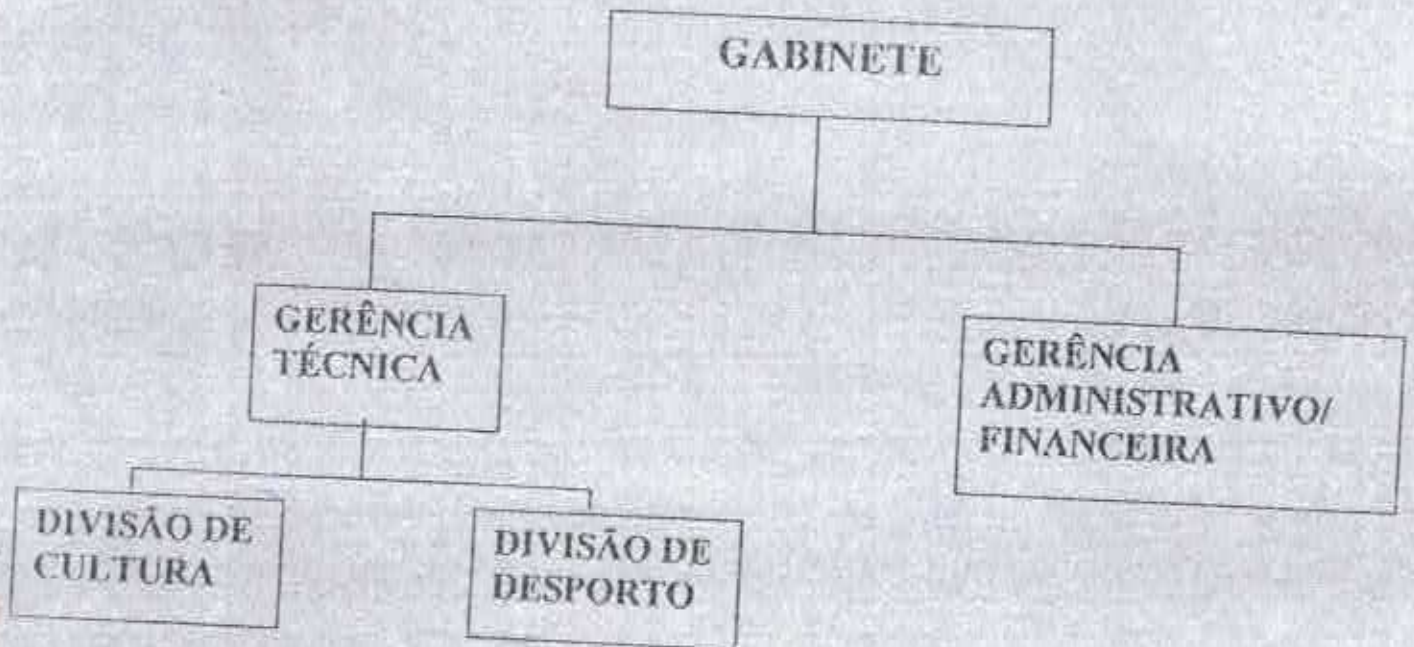 GABINETE
GERÊNCIA
TÉCNICA
GERÊNCIA
ADMINISTRATIVO/
FINANCEIRA
DIVISÃO DE
CULTURA
DIVISÃO DE
DESPORTO